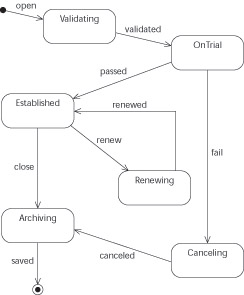 open
Validating
validated
OnTrial
passed
Established
renewed
renew
fail
close
Renewing
Archiving
saved
canceled
Canceling